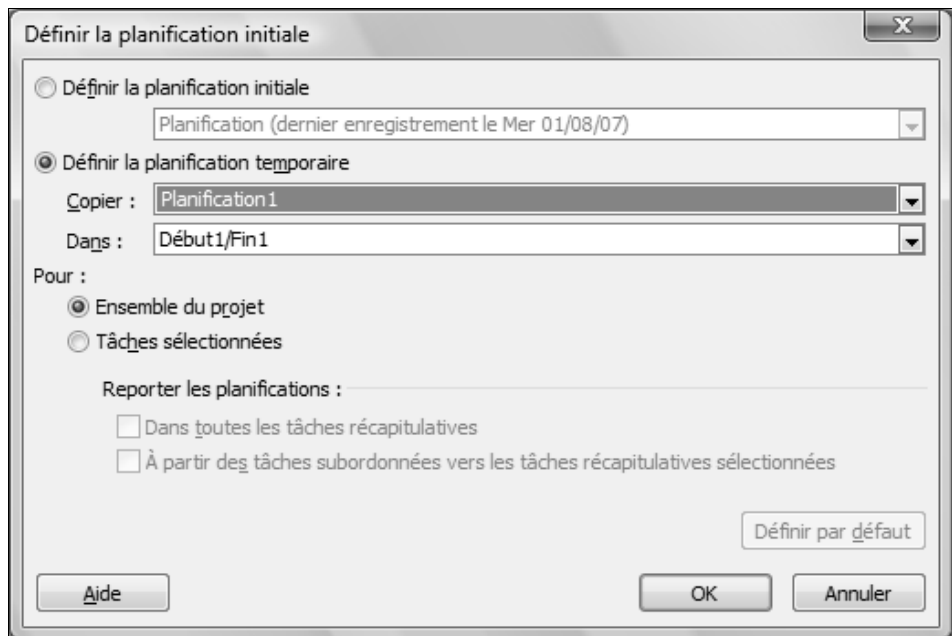 Définir la planification initiale
Définir la planification initiale
Planification (dernier enregistrement le Mer 01/08/07)
Définir la planification temporaire
Copier : Planification1
Dans : Début1/Fin1
Pour :
Ensemble du projet
Tâches sélectionnées
Reporter les planifications :
Dans toutes les tâches récapitulatives
À partir des tâches subordonnées vers les tâches récapitulatives sélectionnées
Définir par défaut
Aide OK Annuler